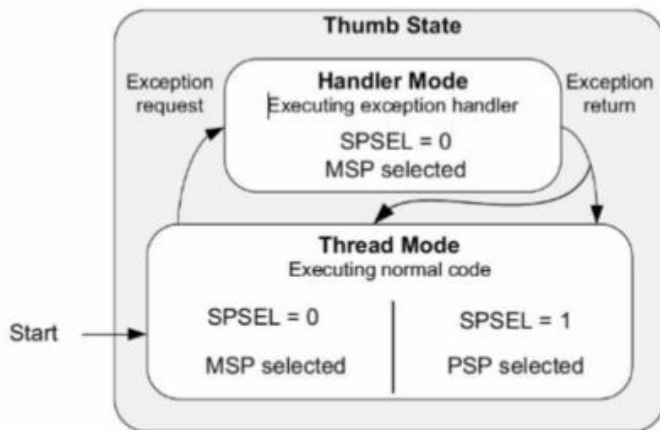 Thumb State
Exception
request
Handler Mode
Executing exception handler
SPSEL = 0
MSP selected
Exception
return
Thread Mode
Executing normal code
Start
SPSEL = 0
MSP selected
SPSEL = 1
PSP selected